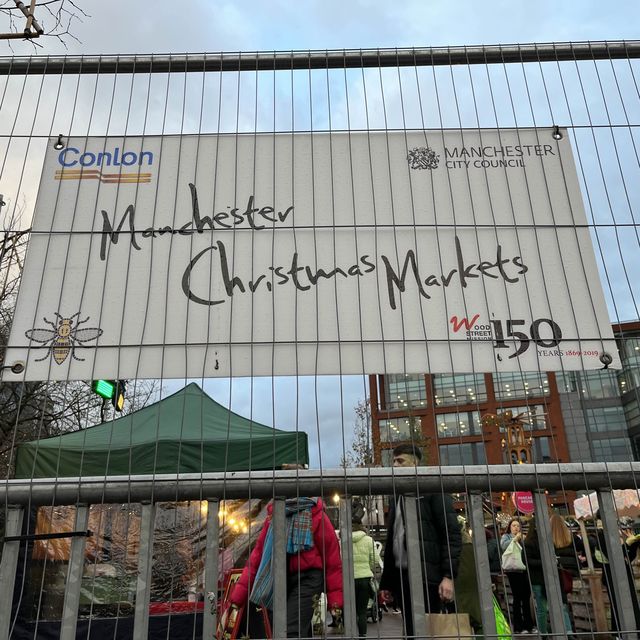 Conlon
MANCHESTER
CITY COUNCIL
Manchester
Christmas Markets
WOOD
STREET
MISSION
150
YEARS 1869-2019